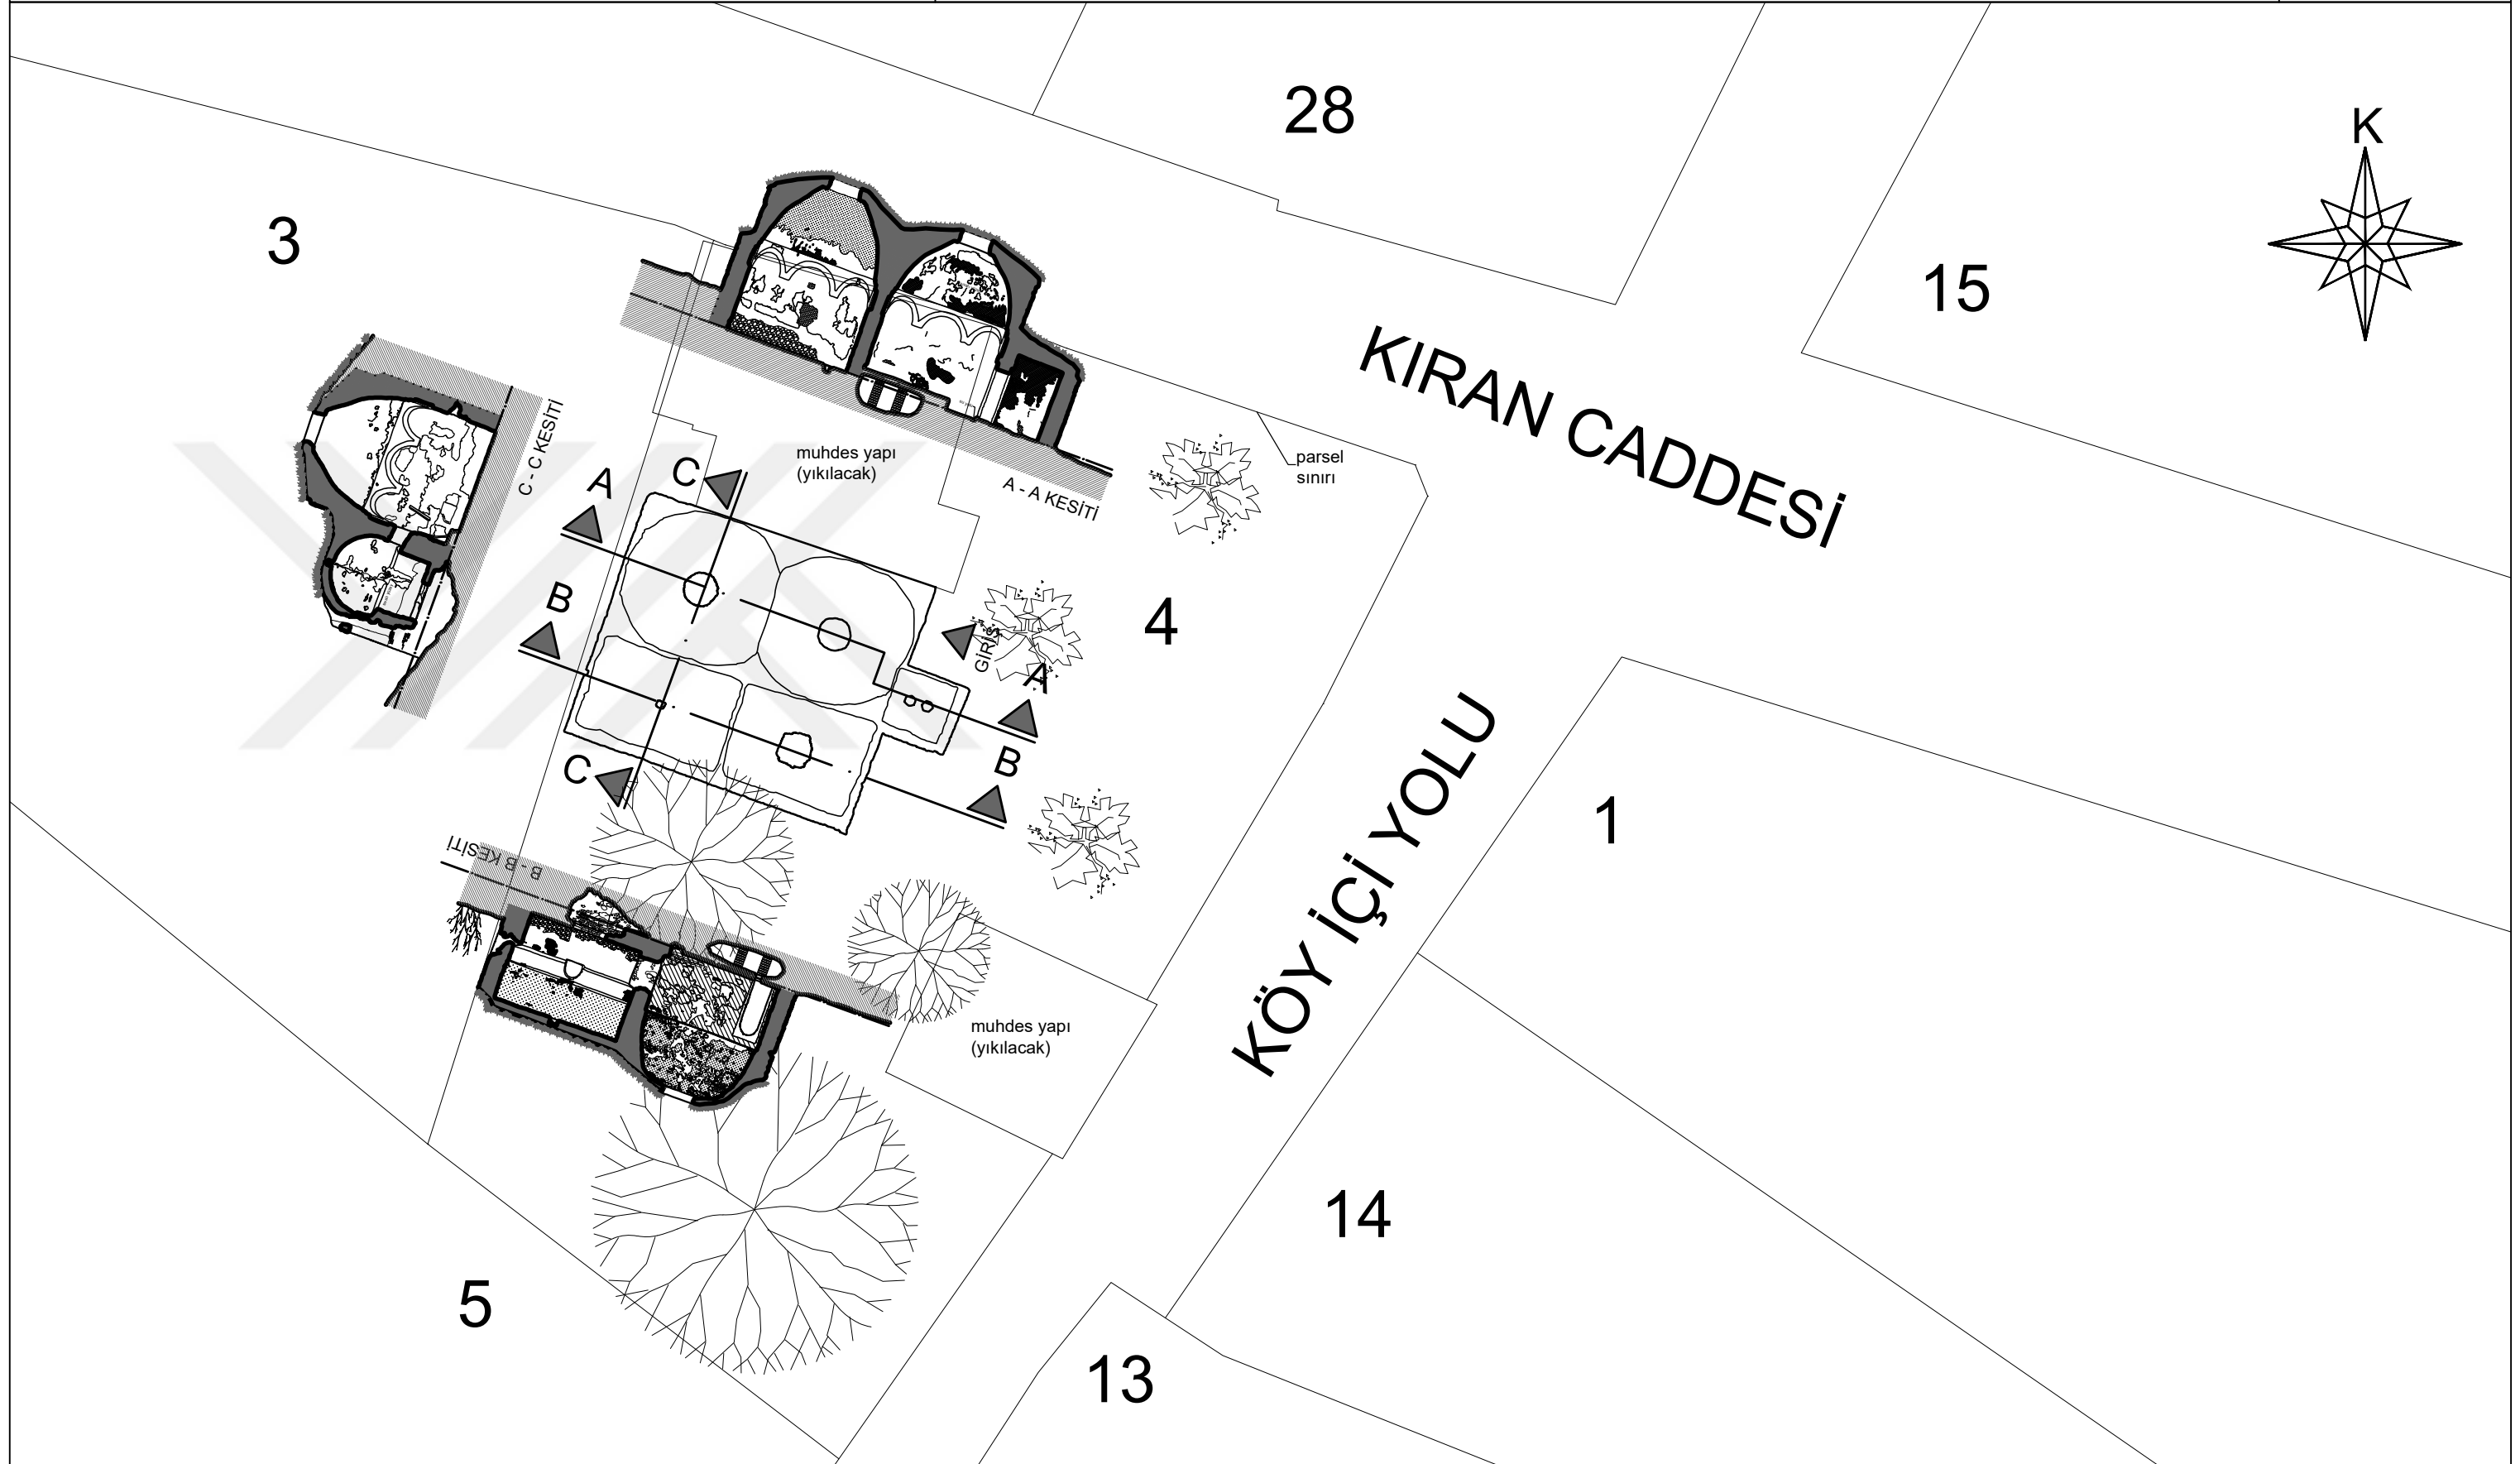 28
K
3
15
KIRAN CADDESİ
C - C KESİTİ
muhdes yapı
(yıkılacak)
parsel
sınırı
A - A KESİTİ
A
C
B
4
GİRİŞ
A
B
C
KÖY İÇİ YOLU
1
B - B KESİTİ
muhdes yapı
(yıkılacak)
14
5
13